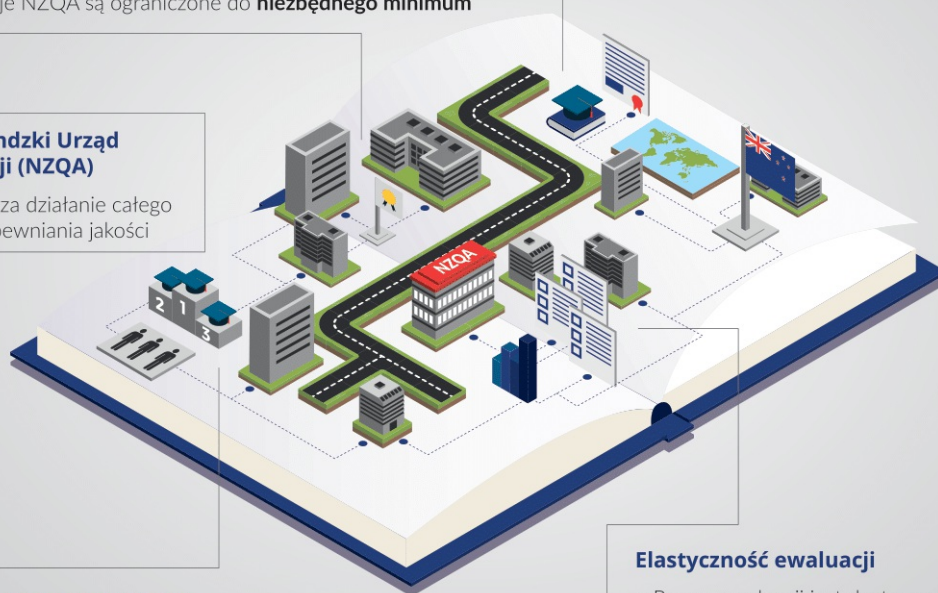 je NZQA są ograniczone do niezbędnego minimum
ndzki Urząd
ji (NZQA)
za działanie całego
pewniania jakości
NZQA
2 1 3
Elastyczność ewaluacji